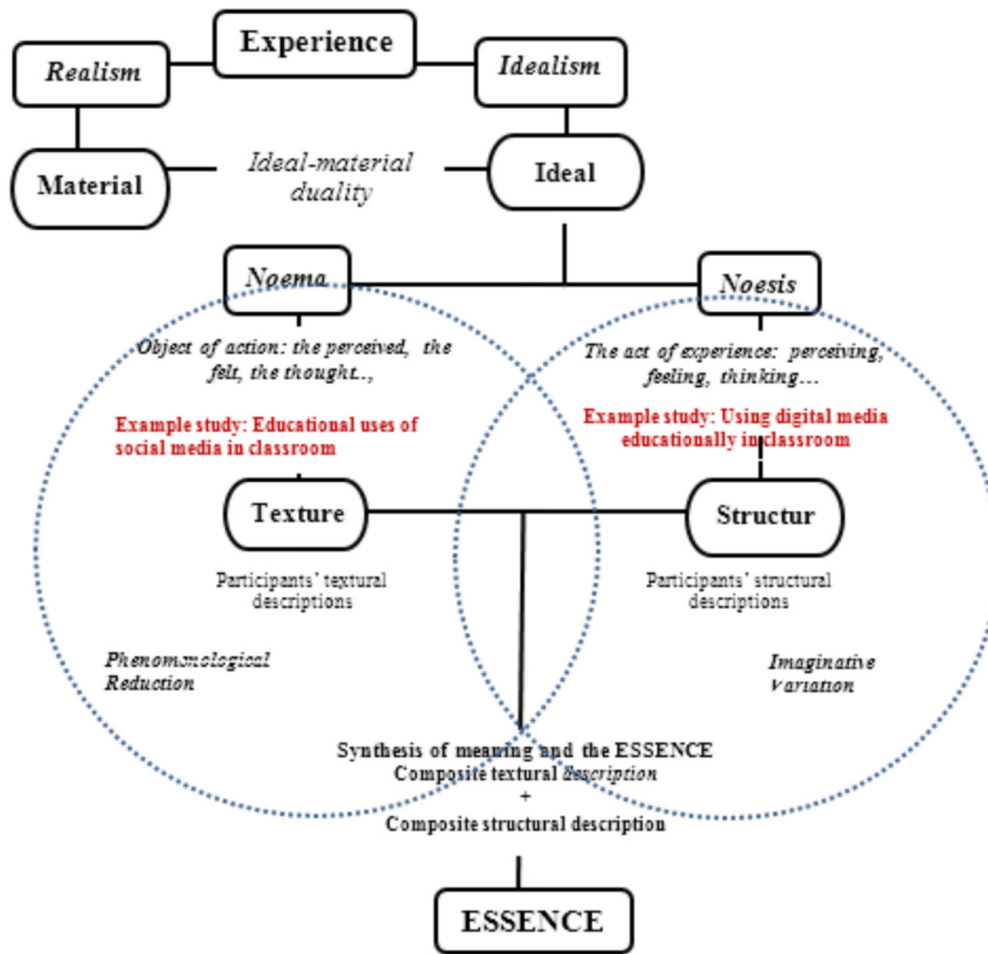 Experience
Realism
Idealism
Material
Ideal-material
duality
Ideal
Noema
Noesis
Object of action: the perceived, the
felt, the thought..,
The act of experience: perceiving,
feeling, thinking...
Example study: Educational uses of
social media in classroom
Example study: Using digital media
educationally in classroom
Texture
Structur
Participants' textural
descriptions
Participants' structural
descriptions
Phenomenological
Reduction
Imaginative
Variation
Synthesis of meaning and the ESSENCE
Composite textural description
+
Composite structural description
ESSENCE